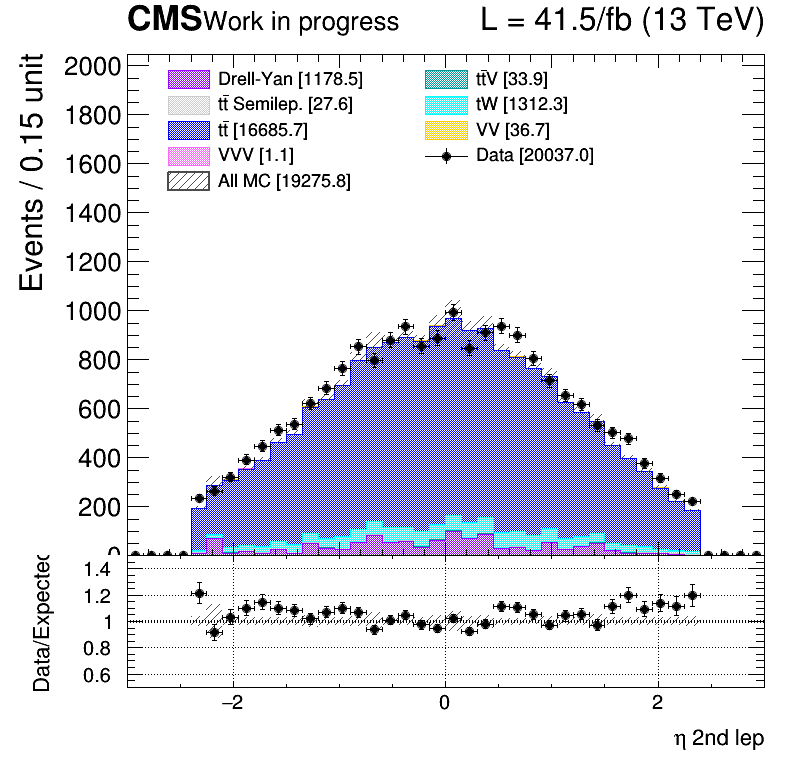 CMS Work in progress L = 41.5/fb (13 TeV)
Events / 0.15 unit
2000
1800
1600
1400
1200
1000
800
600
400
200
0
Drell-Yan [1178.5]
tt̄ Semilep. [27.6]
tt̄ [16685.7]
VVV [1.1]
All MC [19275.8]
tt̄V [33.9]
tW [1312.3]
VV [36.7]
Data [20037.0]
Data/Expected
1.4
1.2
1
0.8
0.6
−2 0 2
η 2nd lep